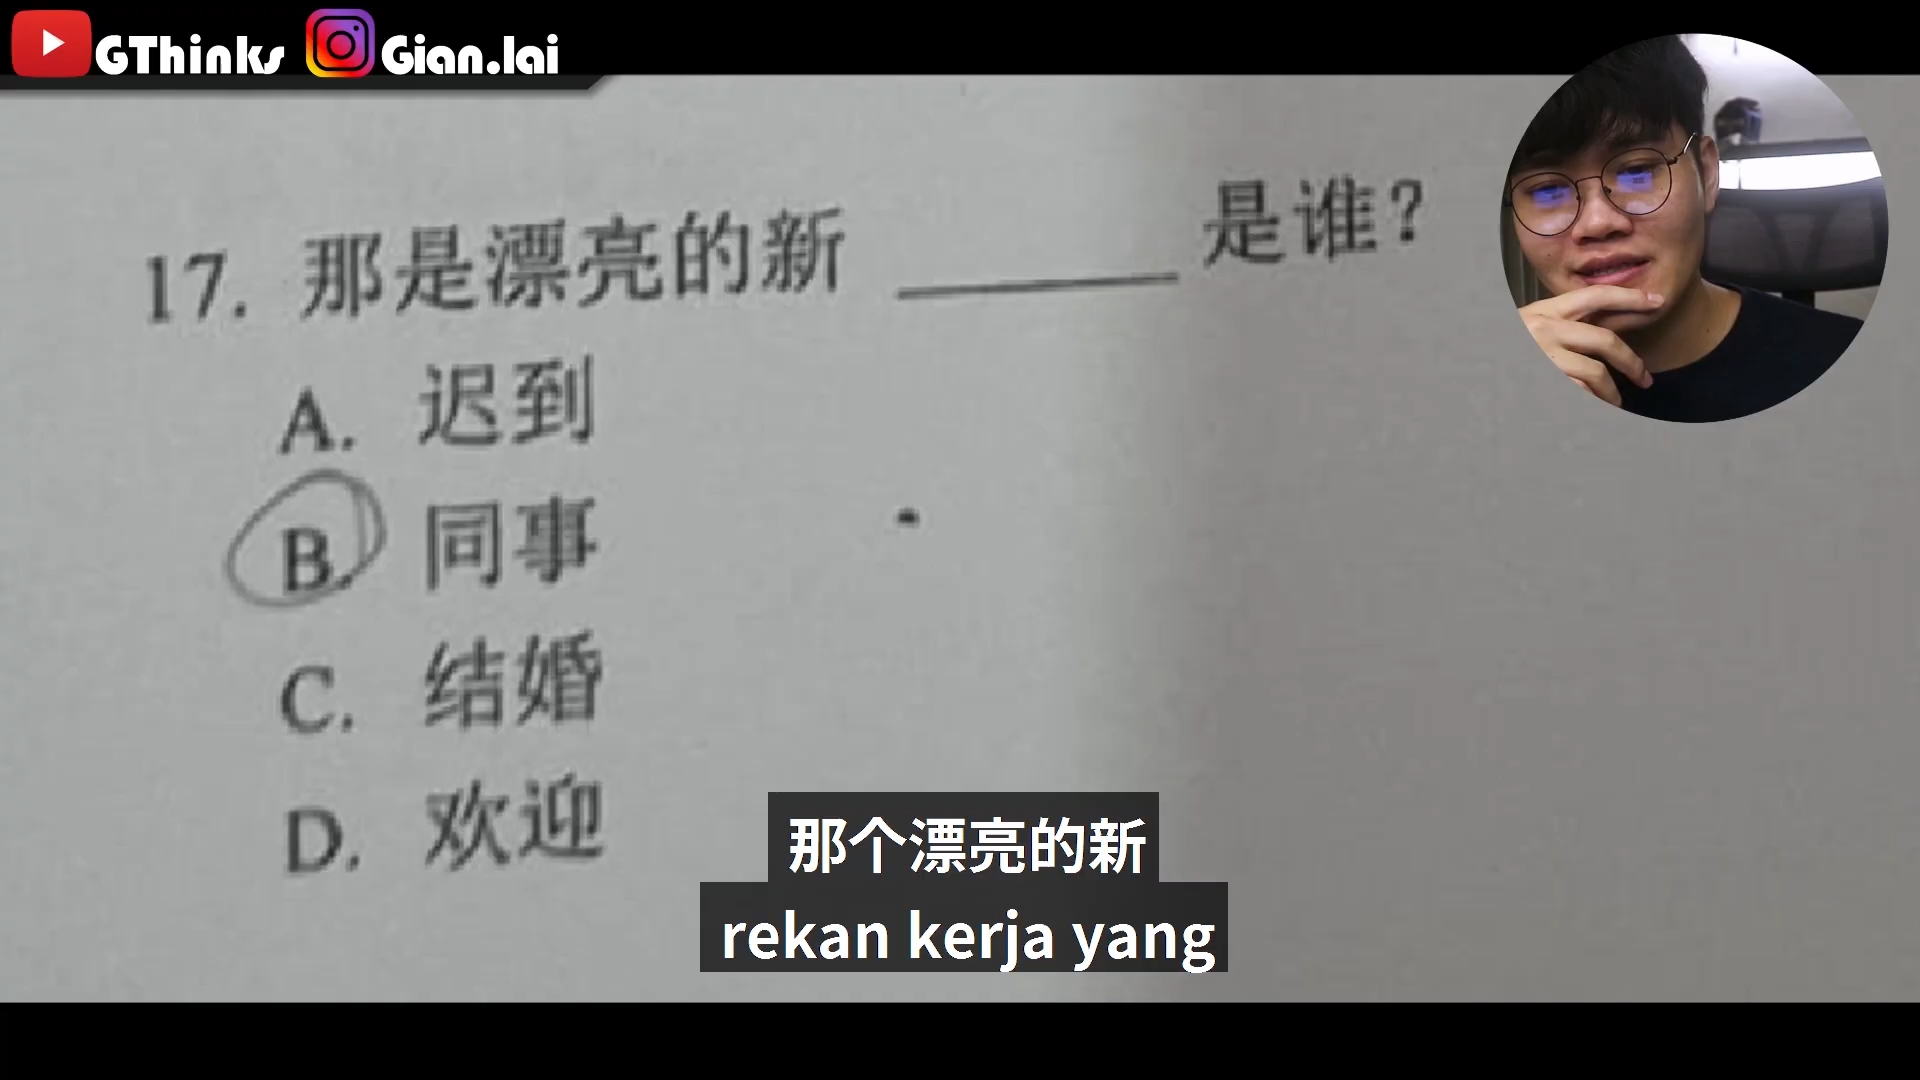 GThinks Gian.lai
17. 那是漂亮的新 ______ 是谁?
A. 迟到
B. 同事
C. 结婚
D. 欢迎
那个漂亮的新
rekan kerja yang